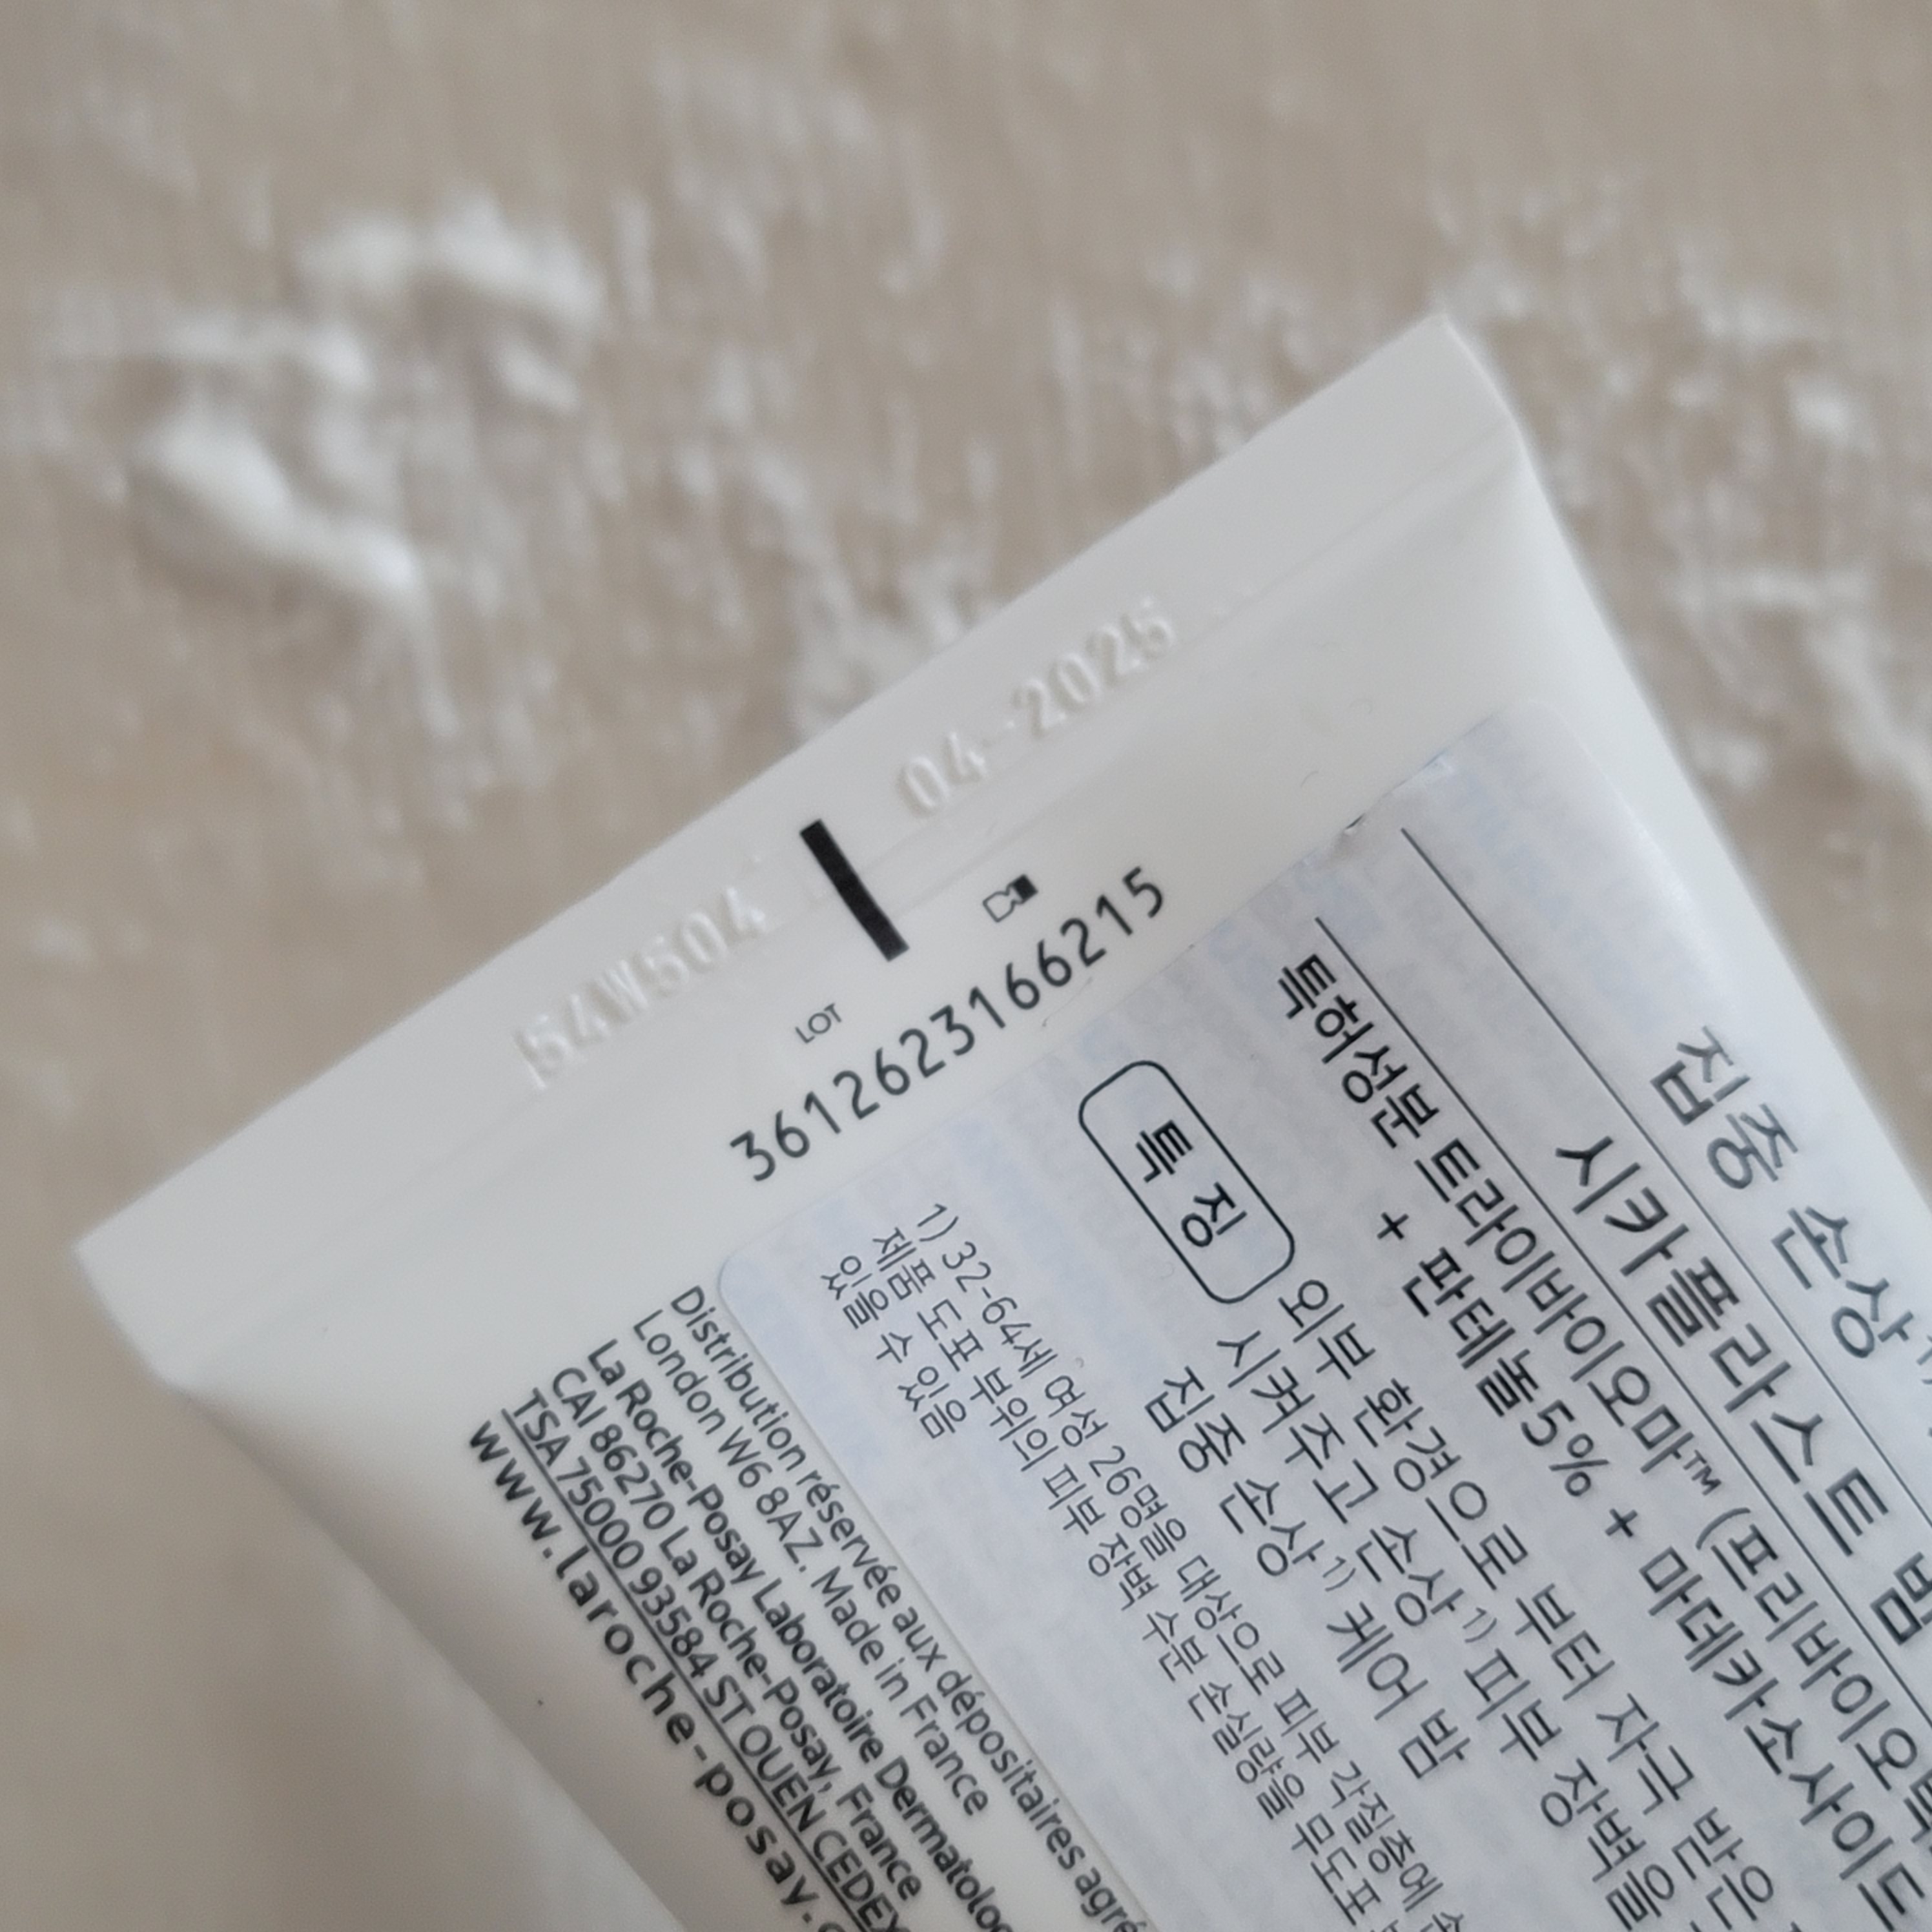 54W504 04-2025
LOT
3612623166215
집중 손상
시카플라스트 밤
특허성분 트라이바이오마™ (프리바이오틱
+ 판테놀5% + 마데카소사이드
특 징 외부 환경으로 부터 자극 받은
시켜주고 손상¹⁾ 피부 장벽을
집중 손상¹⁾ 케어 밤
1) 32-64세 여성 26명을 대상으로 피부 각질층에
제품 도포 부위의 피부 장벽 수분 손실량을 무도포
있을 수 있음
Distribution réservée aux dépositaires
London W6 8AZ. Made in France
La Roche-Posay Laboratoire
CAI 86270 La Roche-Posay, France
TSA 75000 93584 ST OUEN CEDEX
www.laroche-posay.